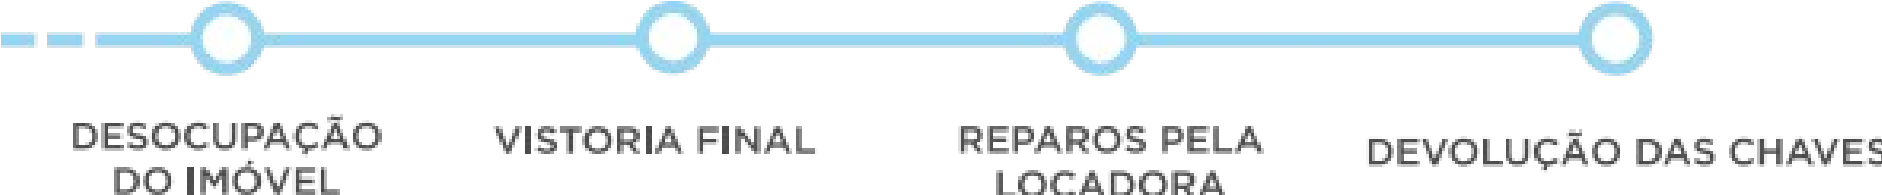 DESOCUPAÇÃO
DO IMÓVEL
VISTORIA FINAL
REPAROS PELA
LOCADORA
DEVOLUÇÃO DAS CHAVES